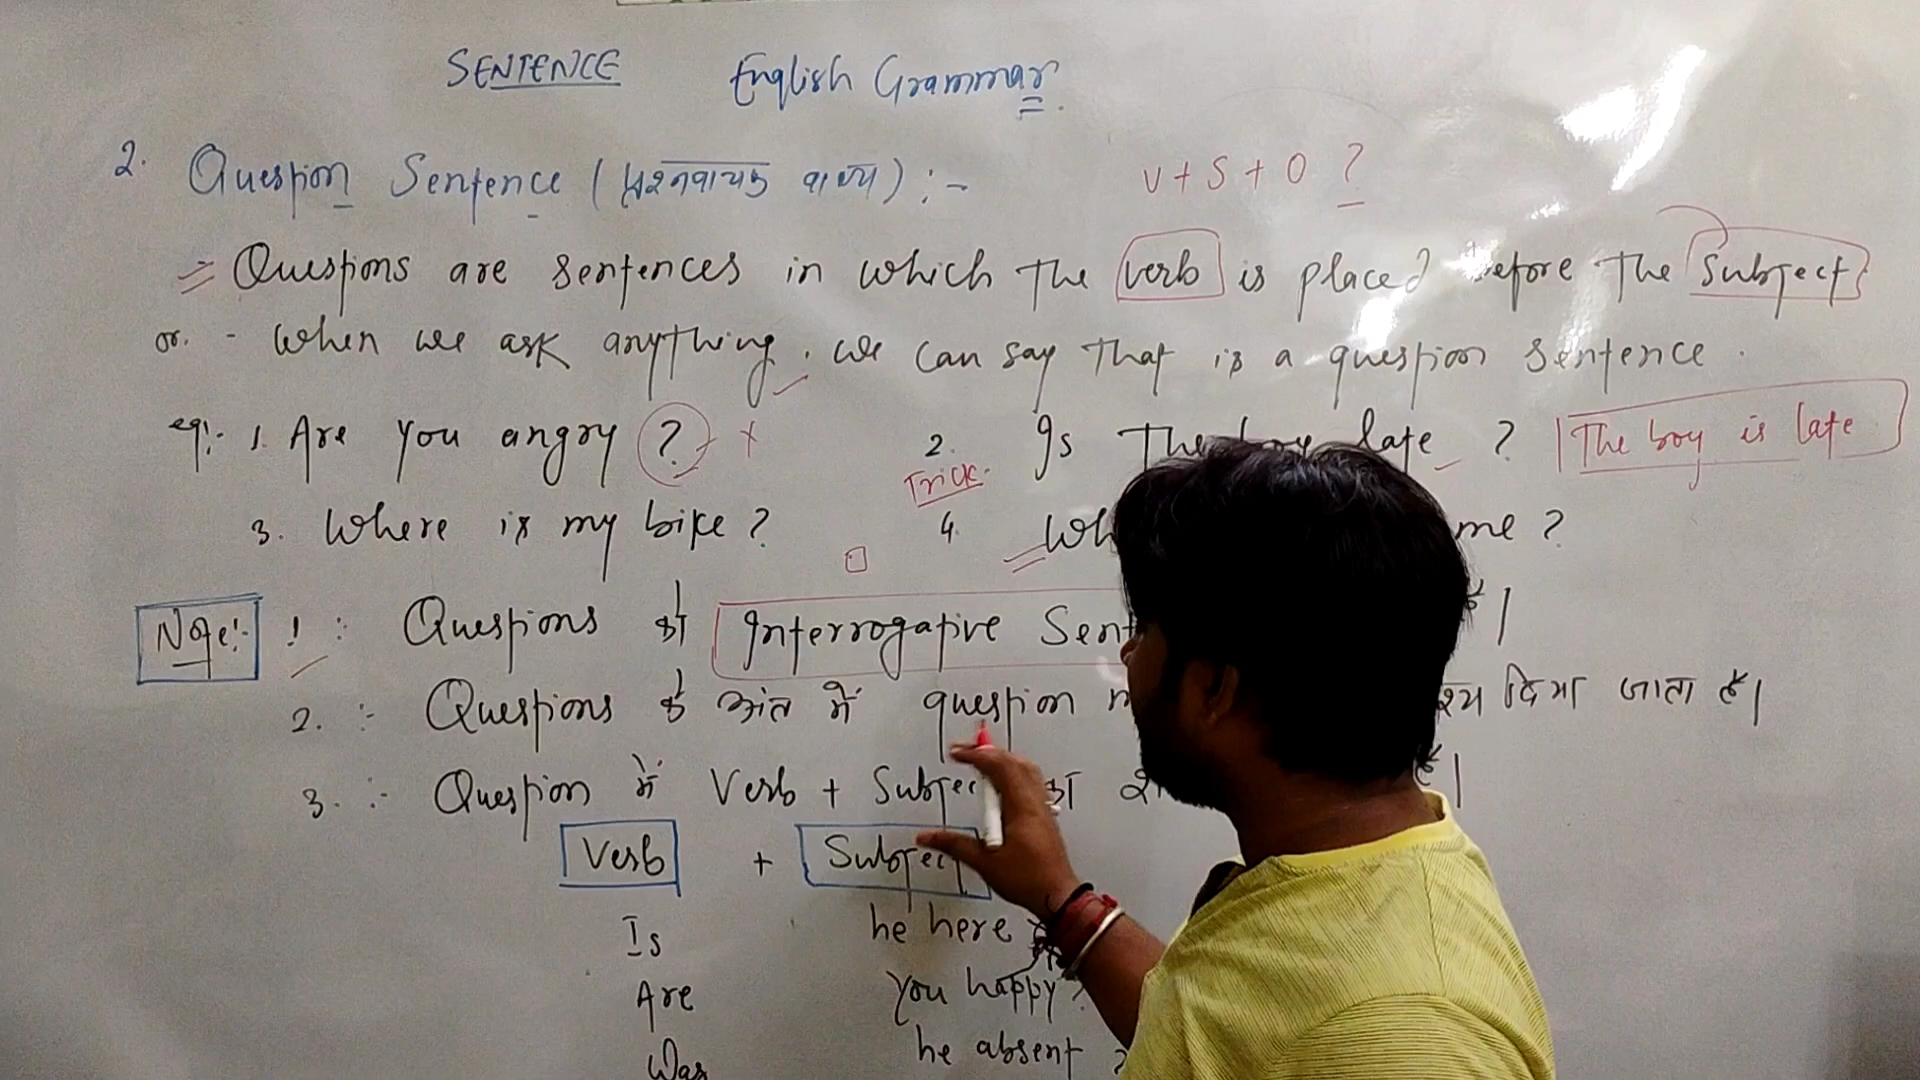 SENTENCE English Grammar
2. Question Sentence (प्रश्नवाचक वाक्य) :- V + S + O ?
= Questions are sentences in which the verb is placed before the Subject
or. - When we ask anything, we can say that is a question sentence.
eg:- 1. Are you angry ? 2. Is The boy late ? The boy is late
Trick.
3. Where is my bike ? 4. me ?
Note:- 1 : Questions को Interrogative है।
2. :- Questions के अंत में question दिया जाता है।
3. :- Question में Verb + Subject का है।
Verb + Subject
Is he here
Are You happy ?
Was he absent ?